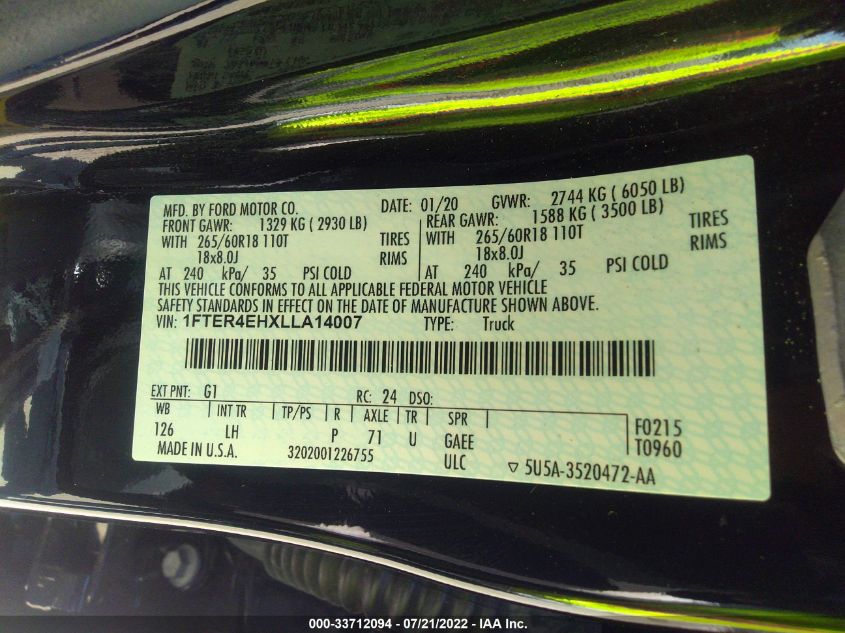 MFD. BY FORD MOTOR CO. DATE: 01/20 GVWR: 2744 KG ( 6050 LB)
FRONT GAWR: 1329 KG ( 2930 LB) REAR GAWR: 1588 KG ( 3500 LB)
WITH 265/60R18 110T TIRES WITH 265/60R18 110T TIRES
18x8.0J RIMS 18x8.0J RIMS
AT 240 kPa/ 35 PSI COLD AT 240 kPa/ 35 PSI COLD
THIS VEHICLE CONFORMS TO ALL APPLICABLE FEDERAL MOTOR VEHICLE
SAFETY STANDARDS IN EFFECT ON THE DATE OF MANUFACTURE SHOWN ABOVE.
VIN: 1FTER4EHXLLA14007 TYPE: Truck
EXT PNT: G1 RC: 24 DSO:
WB INT TR TP/PS R AXLE TR SPR F0215
126 LH P 71 U GAEE T0960
MADE IN U.S.A. 3202001226755 ULC ▽ 5U5A-3520472-AA
000-33712094 - 07/21/2022 - IAA Inc.